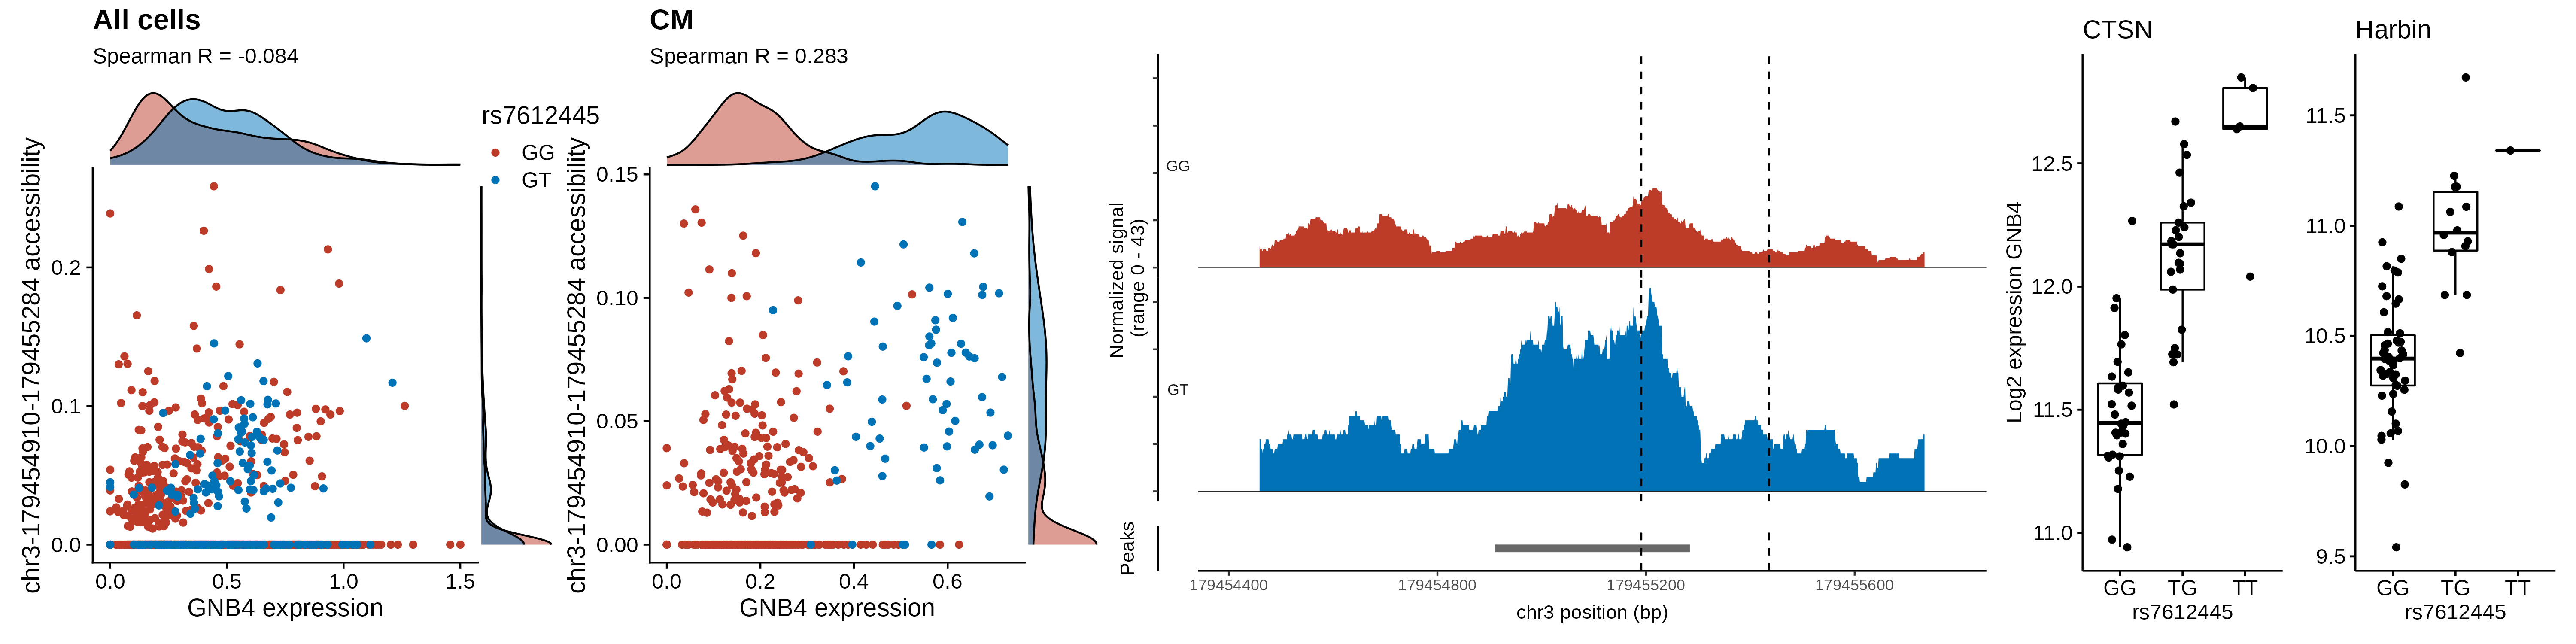 All cells
Spearman R = -0.084
rs7612445
GG
GT
chr3-179454910-179455284 accessibility
0.2
0.1
0.0
0.0 0.5 1.0 1.5
GNB4 expression
CM
Spearman R = 0.283
chr3-179454910-179455284 accessibility
0.15
0.10
0.05
0.00
0.0 0.2 0.4 0.6
GNB4 expression
Normalized signal
(range 0 - 43)
GG
GT
Peaks
179454400 179454800 179455200 179455600
chr3 position (bp)
CTSN
Log2 expression GNB4
12.5
12.0
11.5
11.0
GG TG TT
rs7612445
Harbin
11.5
11.0
10.5
10.0
9.5
GG TG TT
rs7612445